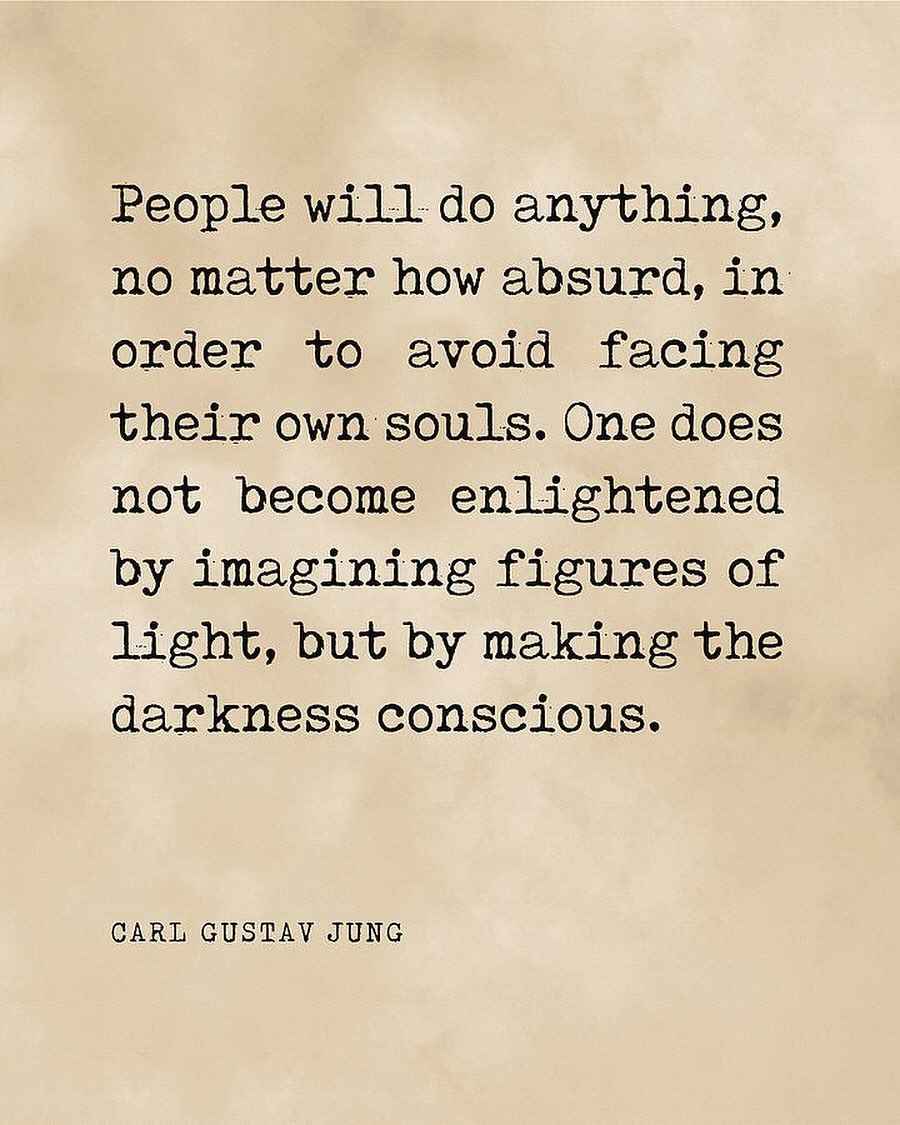 People will do anything,
no matter how absurd, in
order to avoid facing
their own souls. One does
not become enlightened
by imagining figures of
light, but by making the
darkness conscious.
CARL GUSTAV JUNG